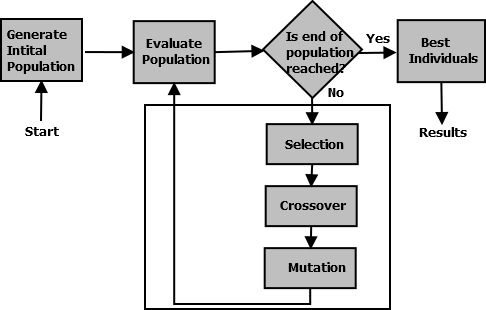 Generate
Intital
Population
Evaluate
Population
Is end of
population
reached?
Yes
Best
Individuals
No
Start
Results
Selection
Crossover
Mutation